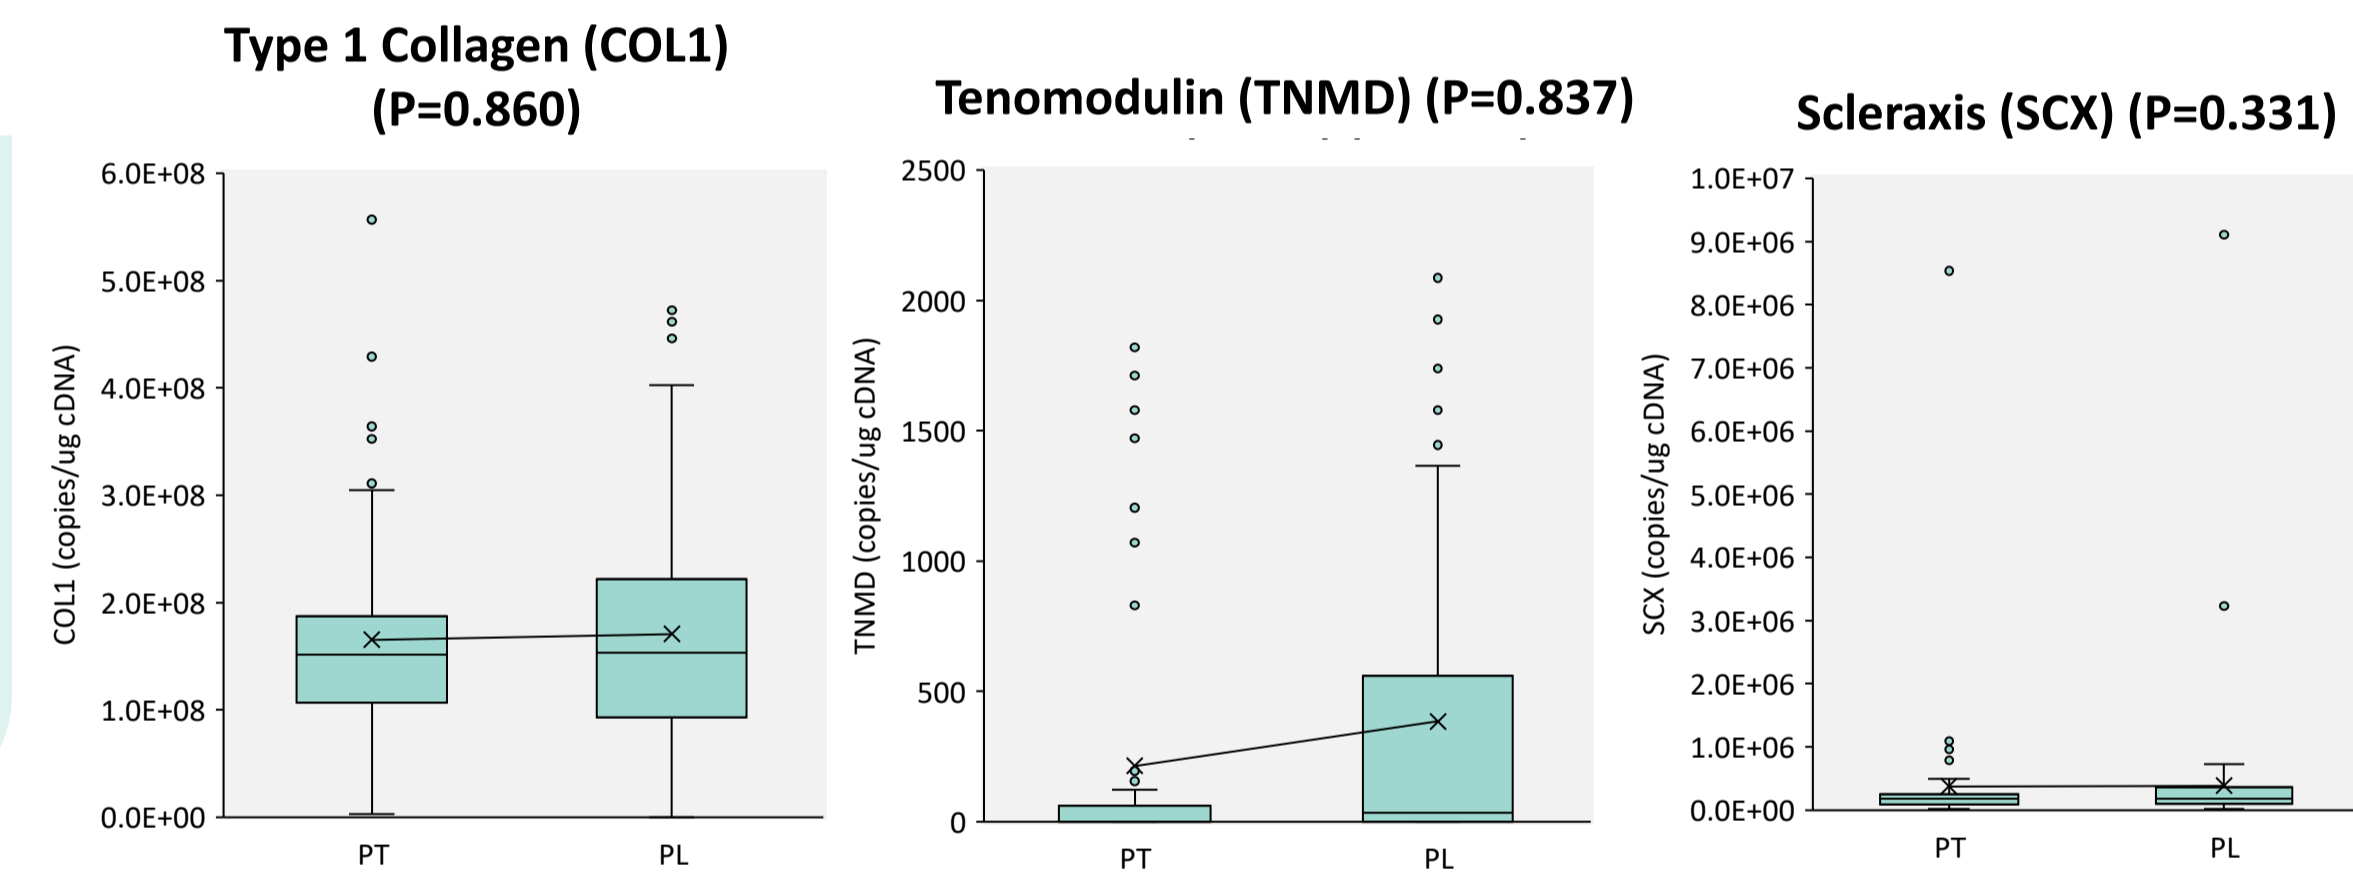 Type 1 Collagen (COL1)
(P=0.860)
6.0E+08
5.0E+08
4.0E+08
3.0E+08
2.0E+08
1.0E+08
0.0E+00
COL1 (copies/ug cDNA)
PT
PL
Tenomodulin (TNMD) (P=0.837)
2500
2000
1500
1000
500
0
TNMD (copies/ug cDNA)
PT
PL
Scleraxis (SCX) (P=0.331)
1.0E+07
9.0E+06
8.0E+06
7.0E+06
6.0E+06
5.0E+06
4.0E+06
3.0E+06
2.0E+06
1.0E+06
0.0E+00
SCX (copies/ug cDNA)
PT
PL